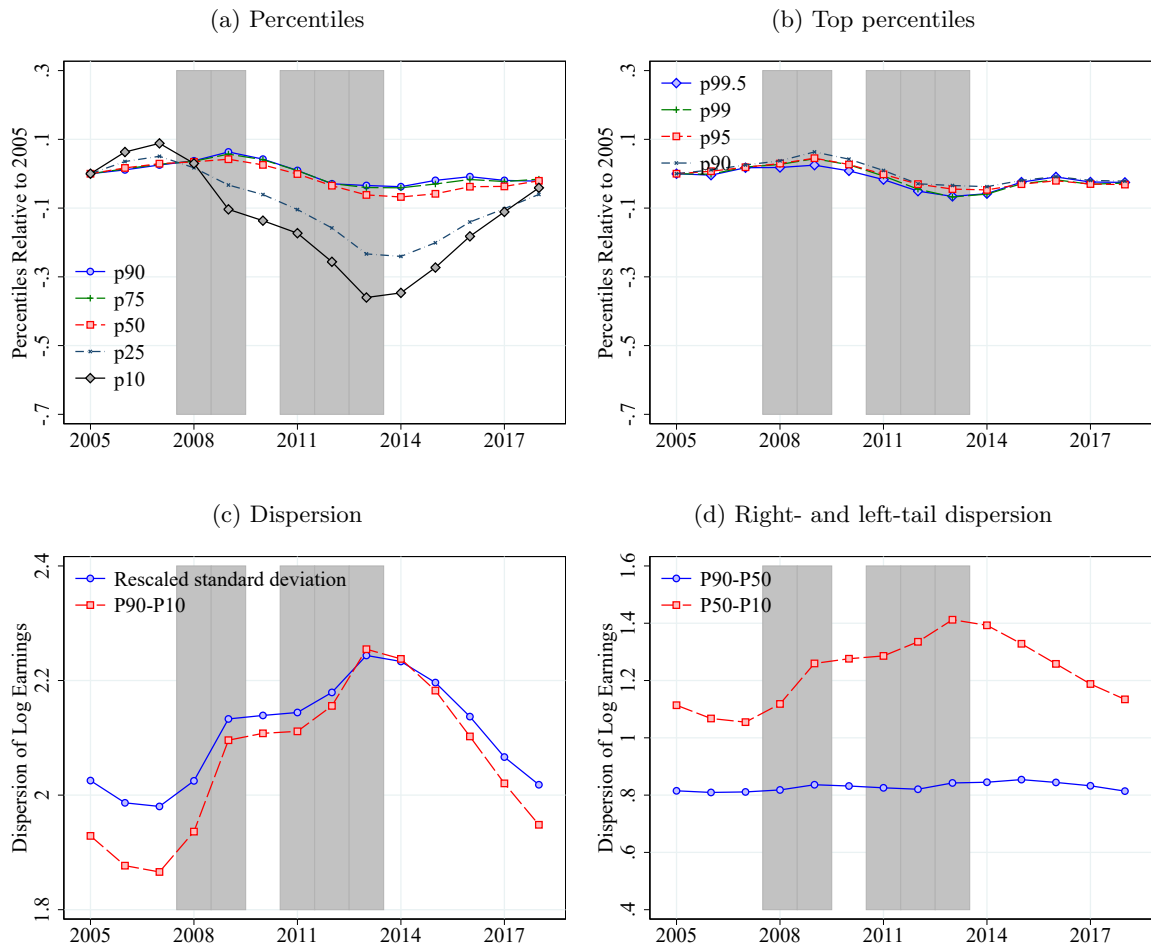 (a) Percentiles
Percentiles Relative to 2005
.3
.1
-.1
-.3
-.5
-.7
p90
p75
p50
p25
p10
2005 2008 2011 2014 2017
(b) Top percentiles
Percentiles Relative to 2005
.3
.1
-.1
-.3
-.5
-.7
p99.5
p99
p95
p90
2005 2008 2011 2014 2017
(c) Dispersion
Dispersion of Log Earnings
2.4
2.2
2
1.8
Rescaled standard deviation
P90-P10
2005 2008 2011 2014 2017
(d) Right- and left-tail dispersion
Dispersion of Log Earnings
1.6
1.4
1.2
1
.8
.6
.4
P90-P50
P50-P10
2005 2008 2011 2014 2017